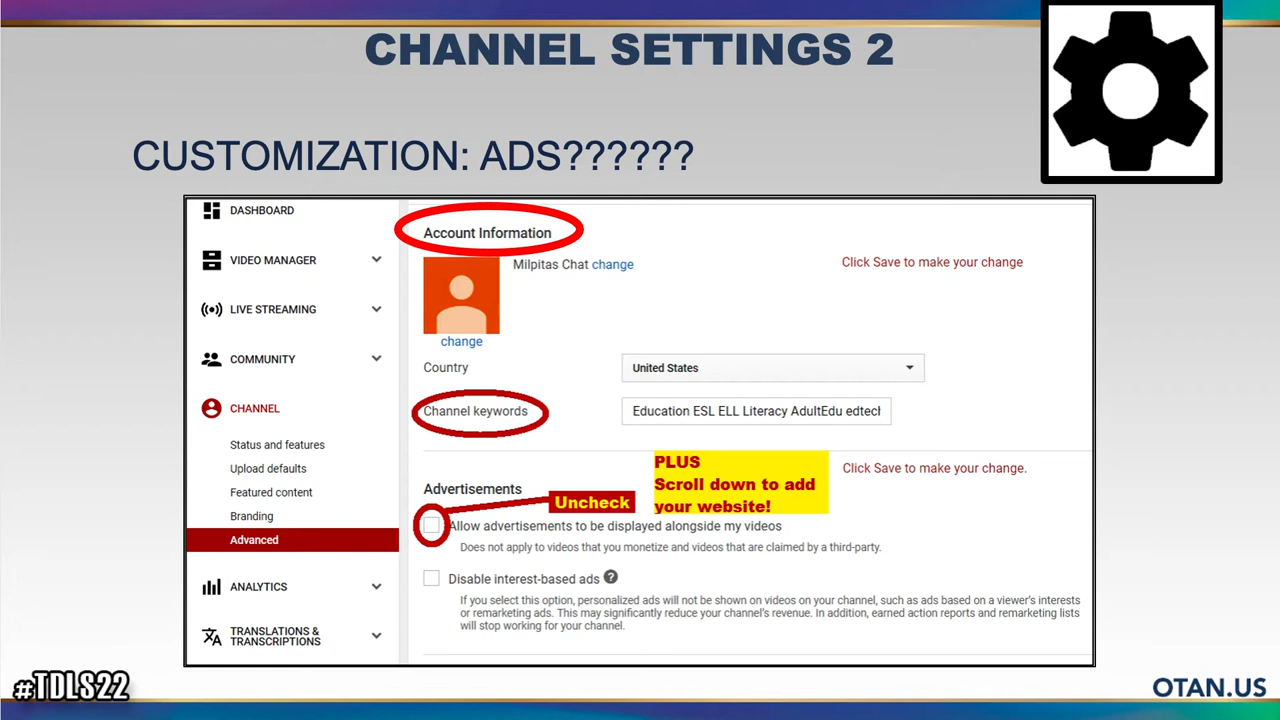 CHANNEL SETTINGS 2
CUSTOMIZATION: ADS??????
DASHBOARD
VIDEO MANAGER
LIVE STREAMING
COMMUNITY
CHANNEL
Status and features
Upload defaults
Featured content
Branding
Advanced
ANALYTICS
TRANSLATIONS &
TRANSCRIPTIONS
Account Information
Milpitas Chat change
Click Save to make your change
change
Country
United States
Channel keywords
Education ESL ELL Literacy AdultEdu edtech
PLUS
Scroll down to add
your website!
Click Save to make your change.
Advertisements
Uncheck
Allow advertisements to be displayed alongside my videos
Does not apply to videos that you monetize and videos that are claimed by a third-party.
Disable interest-based ads ?
If you select this option, personalized ads will not be shown on videos on your channel, such as ads based on a viewer's interests
or remarketing ads. This may significantly reduce your channel's revenue. In addition, earned action reports and remarketing lists
will stop working for your channel.
#TDLS22
OTAN.US